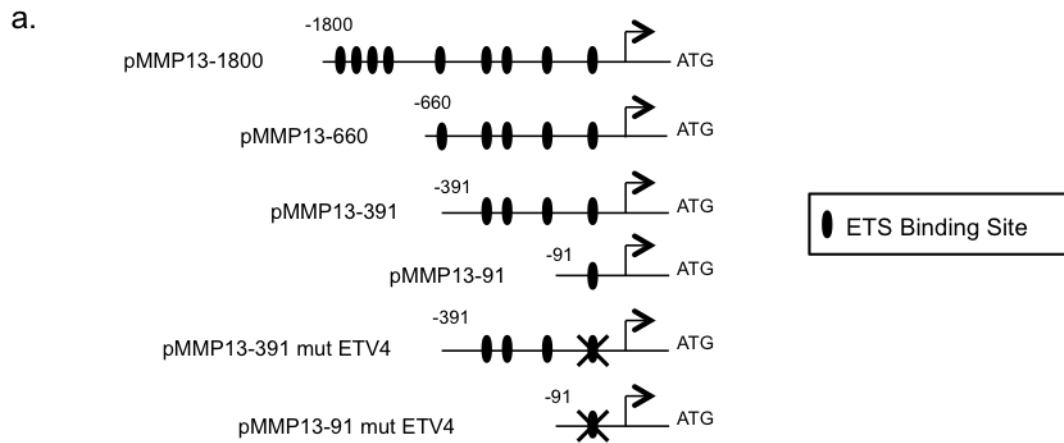 a.
-1800
pMMP13-1800 ATG
-660
pMMP13-660 ATG
-391
pMMP13-391 ATG
ETS Binding Site
-91
pMMP13-91 ATG
-391
pMMP13-391 mut ETV4 ATG
-91
pMMP13-91 mut ETV4 ATG